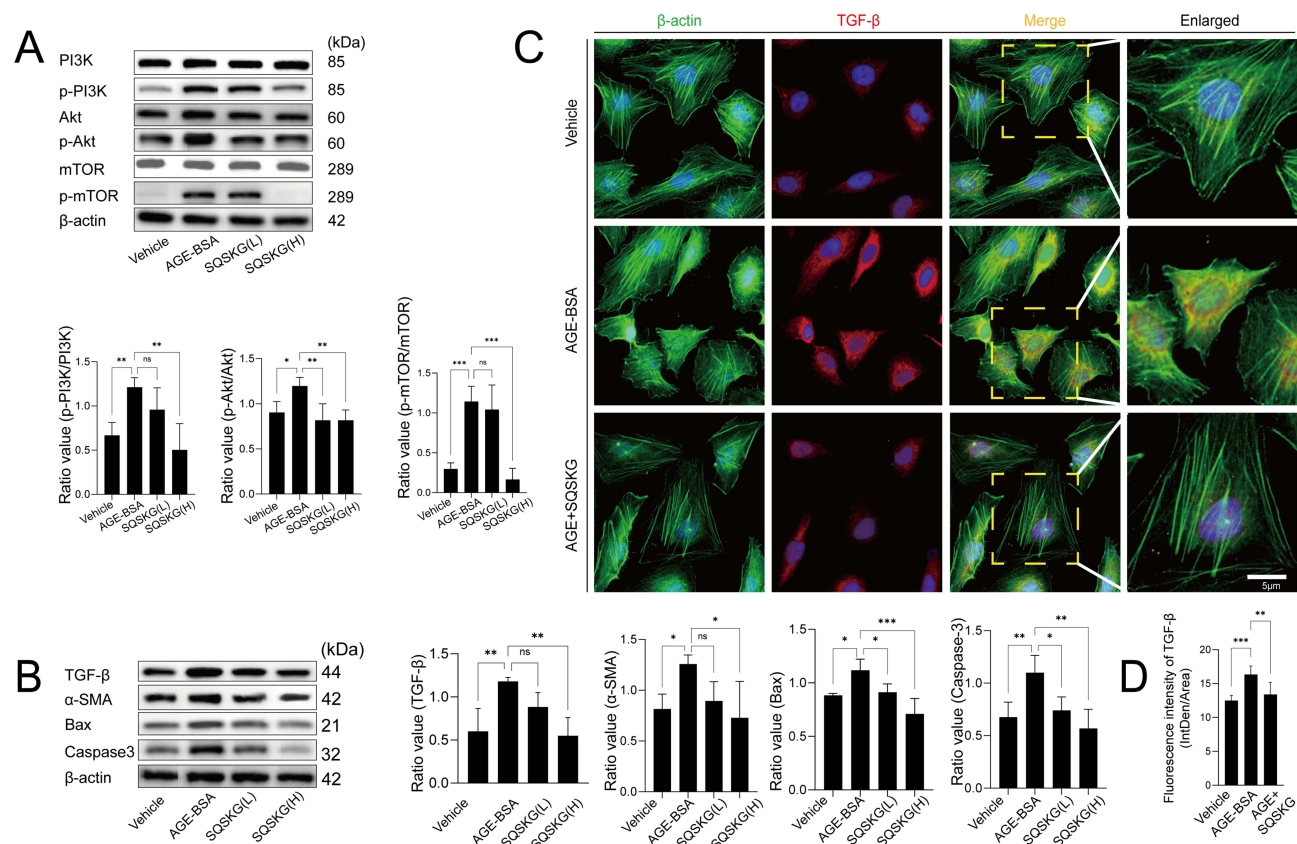 A
(kDa)
PI3K 85
p-PI3K 85
Akt 60
p-Akt 60
mTOR 289
p-mTOR 289
β-actin 42
Vehicle AGE-BSA SQSKG(L) SQSKG(H)
Ratio value (p-PI3K/PI3K)
1.5
1.0
0.5
0.0
** ns **
Vehicle AGE-BSA SQSKG(L) SQSKG(H)
Ratio value (p-Akt/Akt)
1.5
1.0
0.5
0.0
* ** **
Vehicle AGE-BSA SQSKG(L) SQSKG(H)
Ratio value (p-mTOR/mTOR)
1.5
1.0
0.5
0.0
*** ns ***
Vehicle AGE-BSA SQSKG(L) SQSKG(H)
C
β-actin TGF-β Merge Enlarged
Vehicle
AGE-BSA
AGE+SQSKG
5μm
B
(kDa)
TGF-β 44
α-SMA 42
Bax 21
Caspase3 32
β-actin 42
Vehicle AGE-BSA SQSKG(L) SQSKG(H)
Ratio value (TGF-β)
1.5
1.0
0.5
0.0
** ns **
Vehicle AGE-BSA SQSKG(L) SQSKG(H)
Ratio value (α-SMA)
1.5
1.0
0.5
0.0
* ns *
Vehicle AGE-BSA SQSKG(L) SQSKG(H)
Ratio value (Bax)
1.5
1.0
0.5
0.0
* * ***
Vehicle AGE-BSA SQSKG(L) SQSKG(H)
Ratio value (Caspase-3)
1.5
1.0
0.5
0.0
** * **
Vehicle AGE-BSA SQSKG(L) SQSKG(H)
D
Fluorescence intensity of TGF-β
(IntDen/Area)
20
15
10
5
0
*** **
Vehicle AGE-BSA AGE+
SQSKG